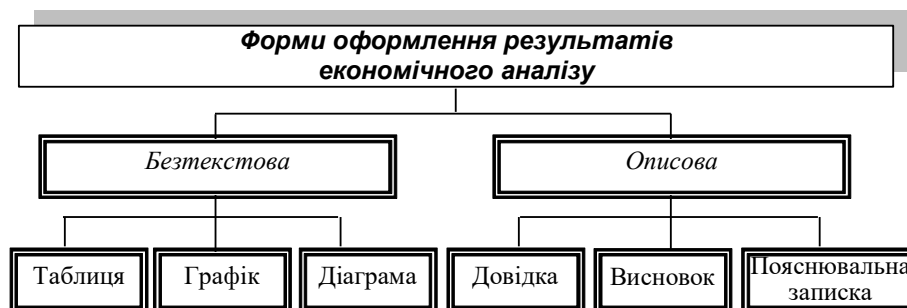 Форми оформлення результатів
економічного аналізу
Безтекстова
Описова
Таблиця
Графік
Діаграма
Довідка
Висновок
Пояснювальна
записка